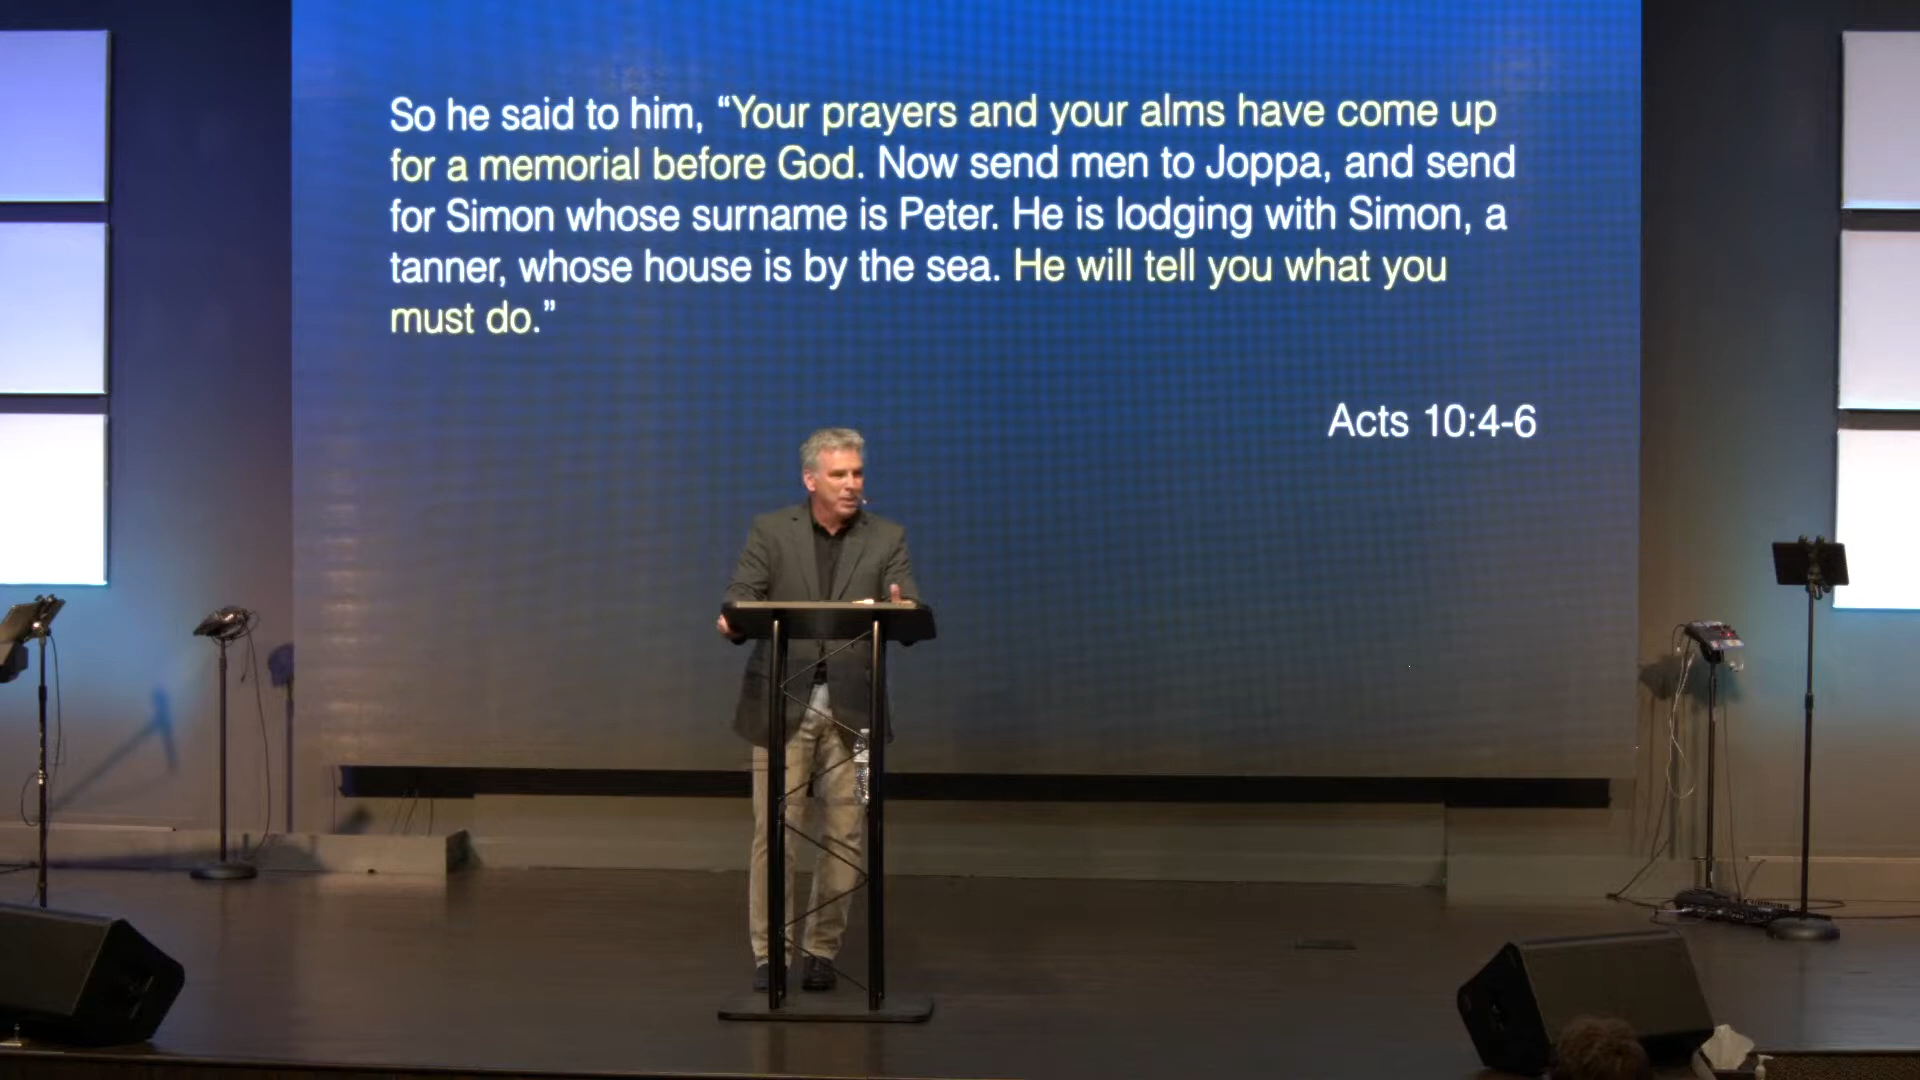 So he said to him, “Your prayers and your alms have come up
for a memorial before God. Now send men to Joppa, and send
for Simon whose surname is Peter. He is lodging with Simon, a
tanner, whose house is by the sea. He will tell you what you
must do.”
Acts 10:4-6